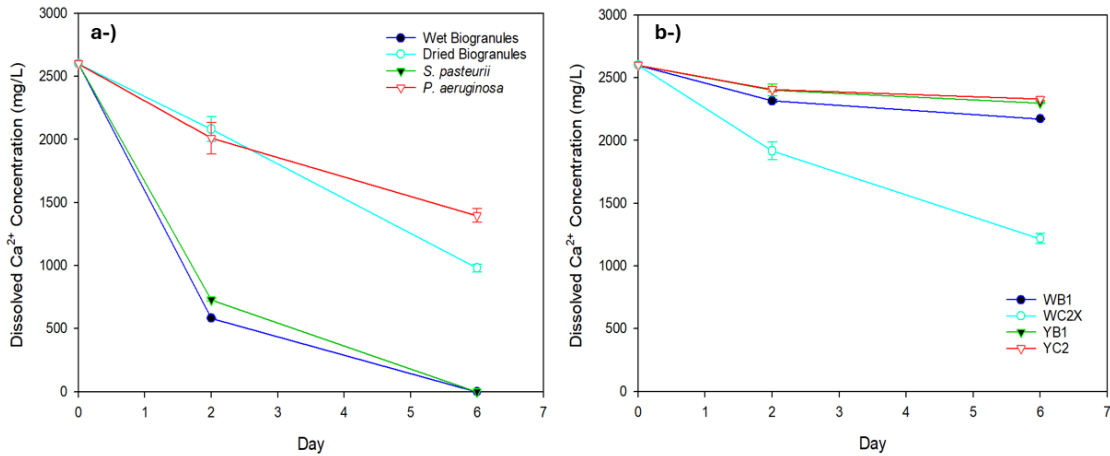 a-)
Wet Biogranules
Dried Biogranules
S. pasteurii
P. aeruginosa
Dissolved Ca²⁺ Concentration (mg/L)
3000
2500
2000
1500
1000
500
0
0 1 2 3 4 5 6 7
Day
b-)
Dissolved Ca²⁺ Concentration (mg/L)
3000
2500
2000
1500
1000
500
0
WB1
WC2X
YB1
YC2
0 1 2 3 4 5 6 7
Day